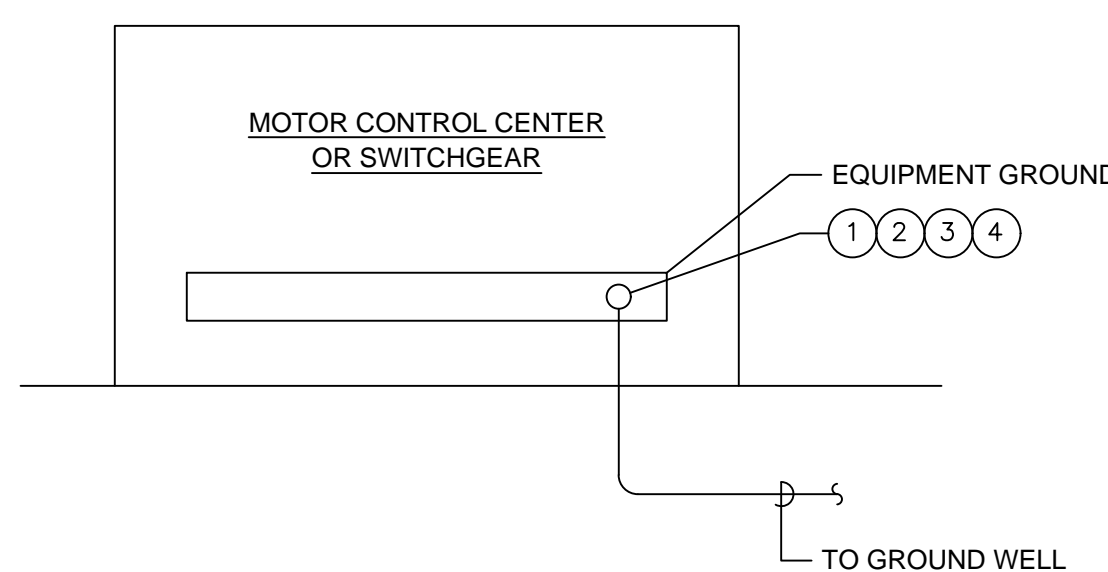 MOTOR CONTROL CENTER
OR SWITCHGEAR
EQUIPMENT GROUND
1 2 3 4
TO GROUND WELL